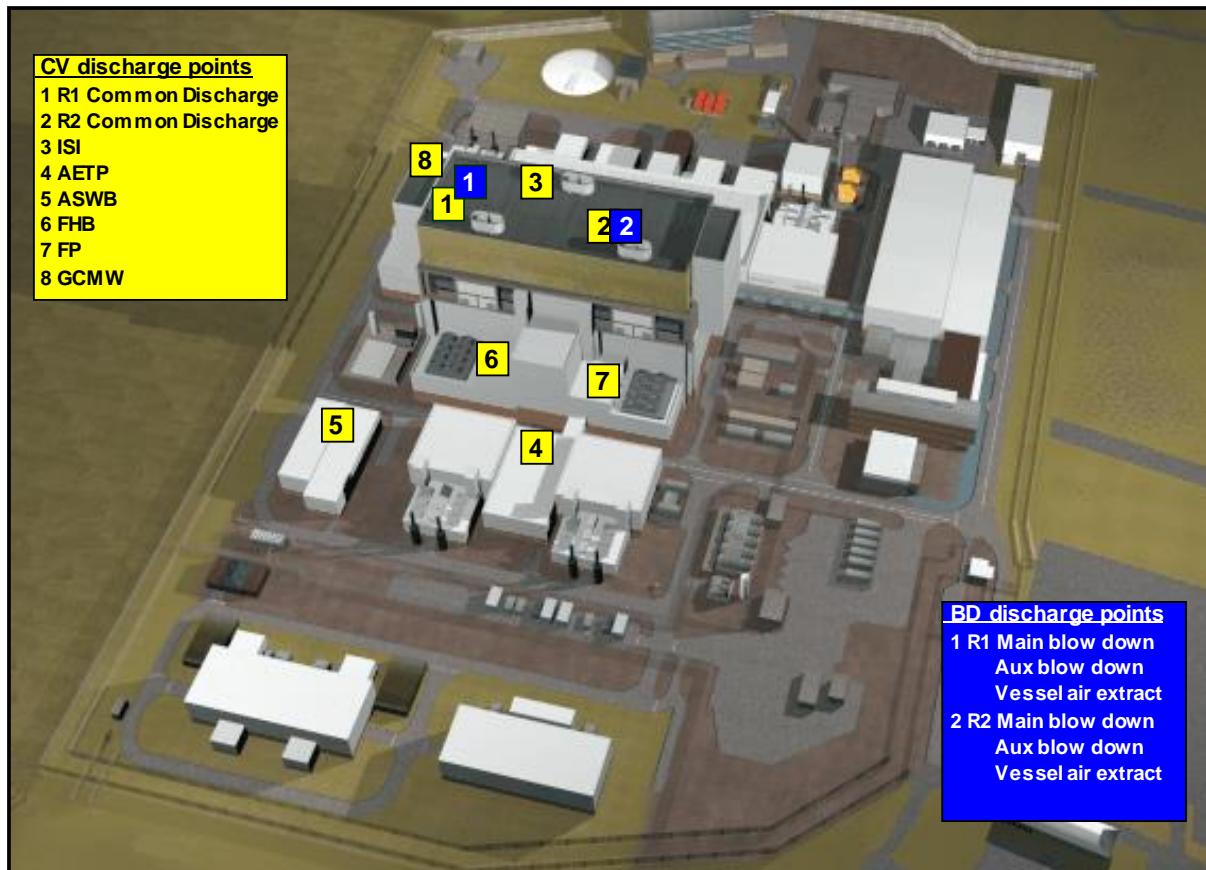 CV discharge points
1 R1 Common Discharge
2 R2 Common Discharge
3 ISI
4 AETP
5 ASWB
6 FHB
7 FP
8 GCMW
8
1
3
1
2 2
6
7
5
4
BD discharge points
1 R1 Main blow down
Aux blow down
Vessel air extract
2 R2 Main blow down
Aux blow down
Vessel air extract